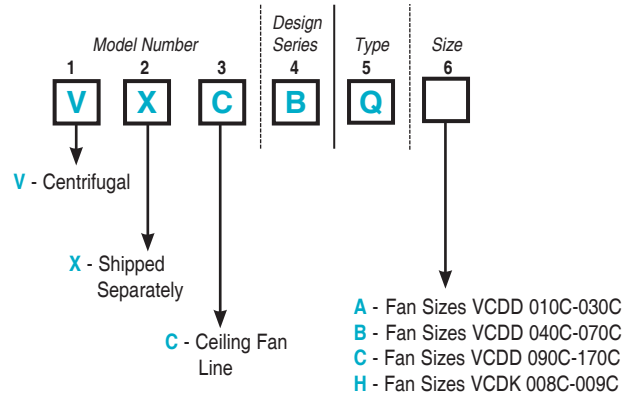 Model Number
Design
Series
Type
Size
1 2 3 4 5 6
V X C B Q
V - Centrifugal
X - Shipped
Separately
C - Ceiling Fan
Line
A - Fan Sizes VCDD 010C-030C
B - Fan Sizes VCDD 040C-070C
C - Fan Sizes VCDD 090C-170C
H - Fan Sizes VCDK 008C-009C